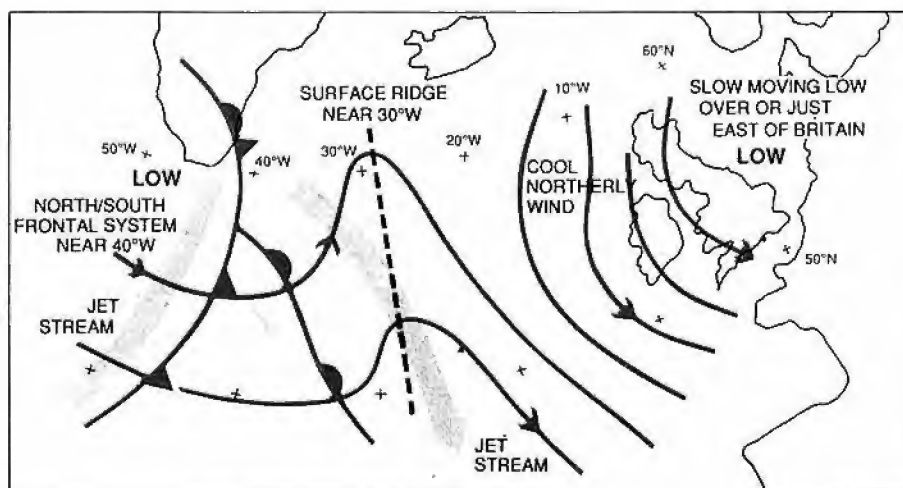 60°N
SLOW MOVING LOW
OVER OR JUST
EAST OF BRITAIN
LOW
SURFACE RIDGE
NEAR 30°W
10°W
20°W
30°W
40°W
50°W
LOW
NORTH/SOUTH
FRONTAL SYSTEM
NEAR 40°W
COOL
NORTHERLY
WIND
50°N
JET
STREAM
JET
STREAM